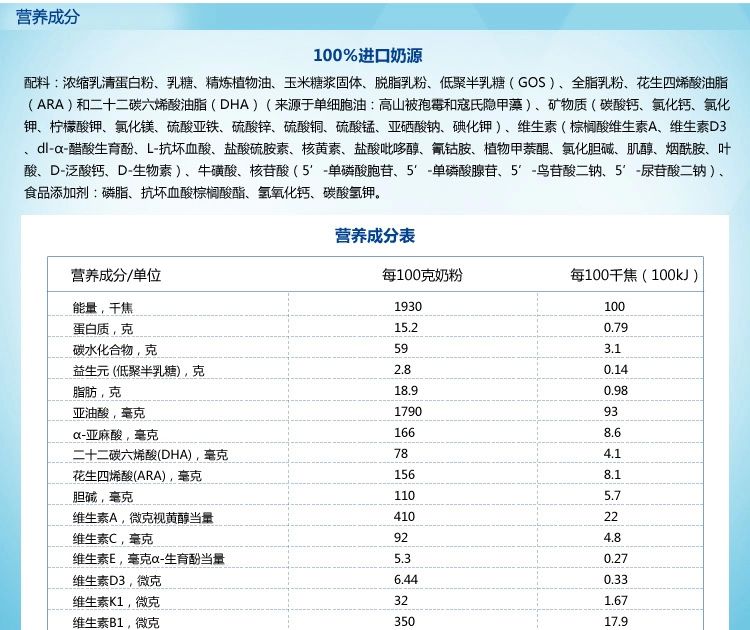 营养成分
100%进口奶源
配料：浓缩乳清蛋白粉、乳糖、精炼植物油、玉米糖浆固体、脱脂乳粉、低聚半乳糖（GOS）、全脂乳粉、花生四烯酸油脂
（ARA）和二十二碳六烯酸油脂（DHA）（来源于单细胞油：高山被孢霉和寇氏隐甲藻）、矿物质（碳酸钙、氯化钙、氯化
钾、柠檬酸钾、氯化镁、硫酸亚铁、硫酸锌、硫酸铜、硫酸锰、亚硒酸钠、碘化钾）、维生素（棕榈酸维生素A、维生素D3
、dl-α-醋酸生育酚、L-抗坏血酸、盐酸硫胺素、核黄素、盐酸吡哆醇、氰钴胺、植物甲萘醌、氯化胆碱、肌醇、烟酰胺、叶
酸、D-泛酸钙、D-生物素）、牛磺酸、核苷酸（5’-单磷酸胞苷、5’-单磷酸腺苷、5’-鸟苷酸二钠、5’-尿苷酸二钠）、
食品添加剂：磷脂、抗坏血酸棕榈酸酯、氢氧化钙、碳酸氢钾。
营养成分表
营养成分/单位 每100克奶粉 每100千焦（100kJ）
能量，千焦 1930 100
蛋白质，克 15.2 0.79
碳水化合物，克 59 3.1
益生元 (低聚半乳糖)，克 2.8 0.14
脂肪，克 18.9 0.98
亚油酸，毫克 1790 93
α-亚麻酸，毫克 166 8.6
二十二碳六烯酸(DHA)，毫克 78 4.1
花生四烯酸(ARA)，毫克 156 8.1
胆碱，毫克 110 5.7
维生素A，微克视黄醇当量 410 22
维生素C，毫克 92 4.8
维生素E，毫克α-生育酚当量 5.3 0.27
维生素D3，微克 6.44 0.33
维生素K1，微克 32 1.67
维生素B1，微克 350 17.9